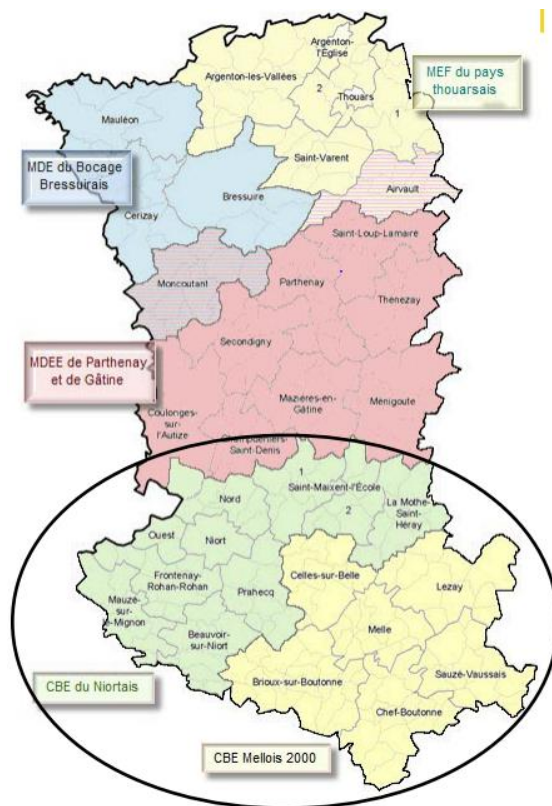 Argenton-
l'Église
Argenton-les-Vallées
MEF du pays
thouarsais
2
Thouars
1
Mauléon
Saint-Varent
MDE du Bocage
Bressuirais
Airvault
Bressuire
Cerizay
Saint-Loup-Lamaire
Moncoutant
Parthenay
Thénezay
Secondigny
MDEE de Parthenay
et de Gâtine
Mazières-en-
Gâtine
Ménigoute
Coulonges-
sur-
l'Autize
Champdeniers-
Saint-Denis
1
Nord
Saint-Maixent-l'École
La Mothe-
Saint-
Héray
2
Ouest
Niort
Celles-sur-Belle
Lezay
Frontenay-
Rohan-Rohan
Prahecq
Mauzé-
sur-
le-Mignon
Melle
Beauvoir-
sur-Niort
Sauzé-Vaussais
CBE du Niortais
Brioux-sur-Boutonne
Chef-Boutonne
CBE Mellois 2000